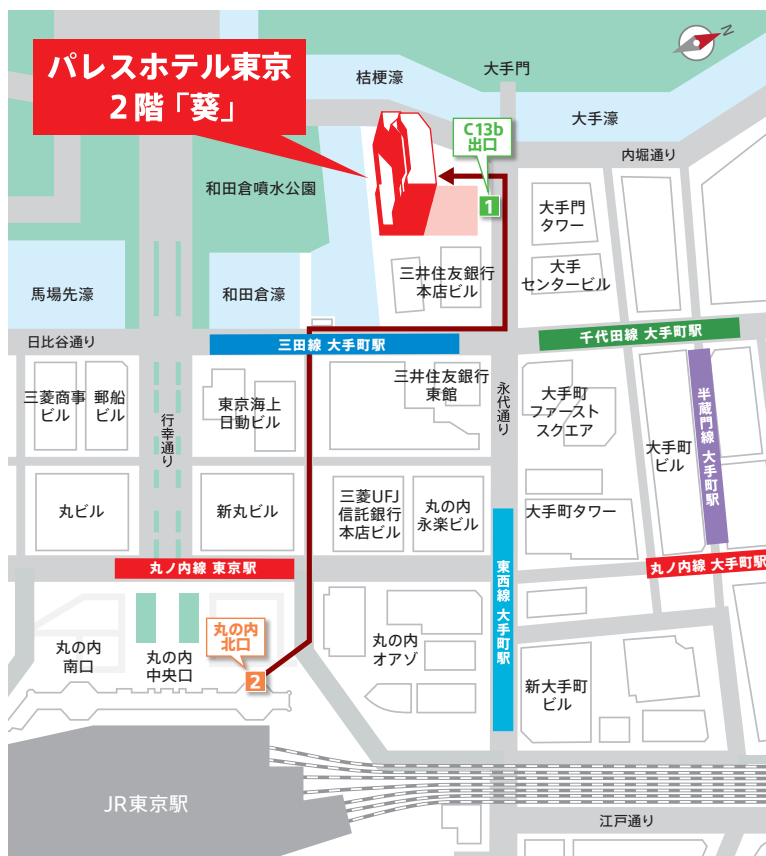 パレスホテル東京
2階「葵」
Z
桔梗濠
大手門
大手濠
C13b
出口
1
内堀通り
和田倉噴水公園
大手門
タワー
大手
センタービル
三井住友銀行
本店ビル
馬場先濠
和田倉濠
日比谷通り
三田線 大手町駅
千代田線 大手町駅
三菱商事
ビル
郵船
ビル
行幸通り
東京海上
日動ビル
三井住友銀行
東館
永代通り
大手町
ファースト
スクエア
大手町
ビル
半蔵門線 大手町駅
丸ビル
新丸ビル
三菱UFJ
信託銀行
本店ビル
丸の内
永楽ビル
大手町タワー
丸ノ内線 東京駅
東西線 大手町駅
丸ノ内線 大手町駅
丸の内
南口
丸の内
中央口
丸の内
北口
2
丸の内
オアゾ
新大手町
ビル
JR東京駅
江戸通り